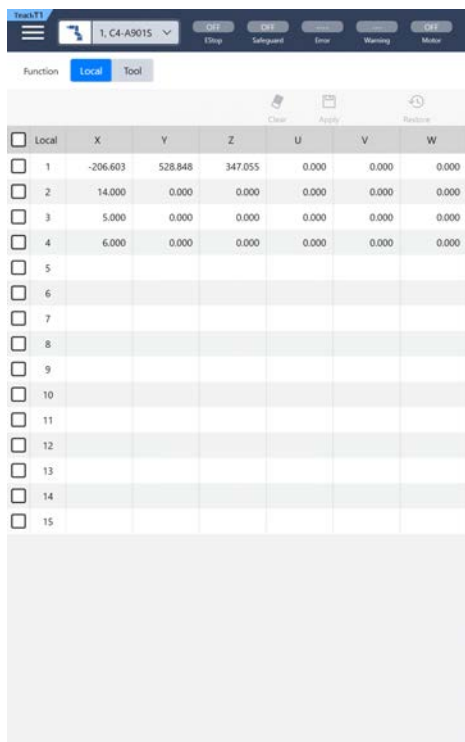 Teach/T1
1, C4-A901S
OFF OFF ----- ---- OFF
EStop Safeguard Error Warning Motor
Function Local Tool
Clear Apply Restore
Local X Y Z U V W
1 -206.603 528.848 347.055 0.000 0.000 0.000
2 14.000 0.000 0.000 0.000 0.000 0.000
3 5.000 0.000 0.000 0.000 0.000 0.000
4 6.000 0.000 0.000 0.000 0.000 0.000
5
6
7
8
9
10
11
12
13
14
15